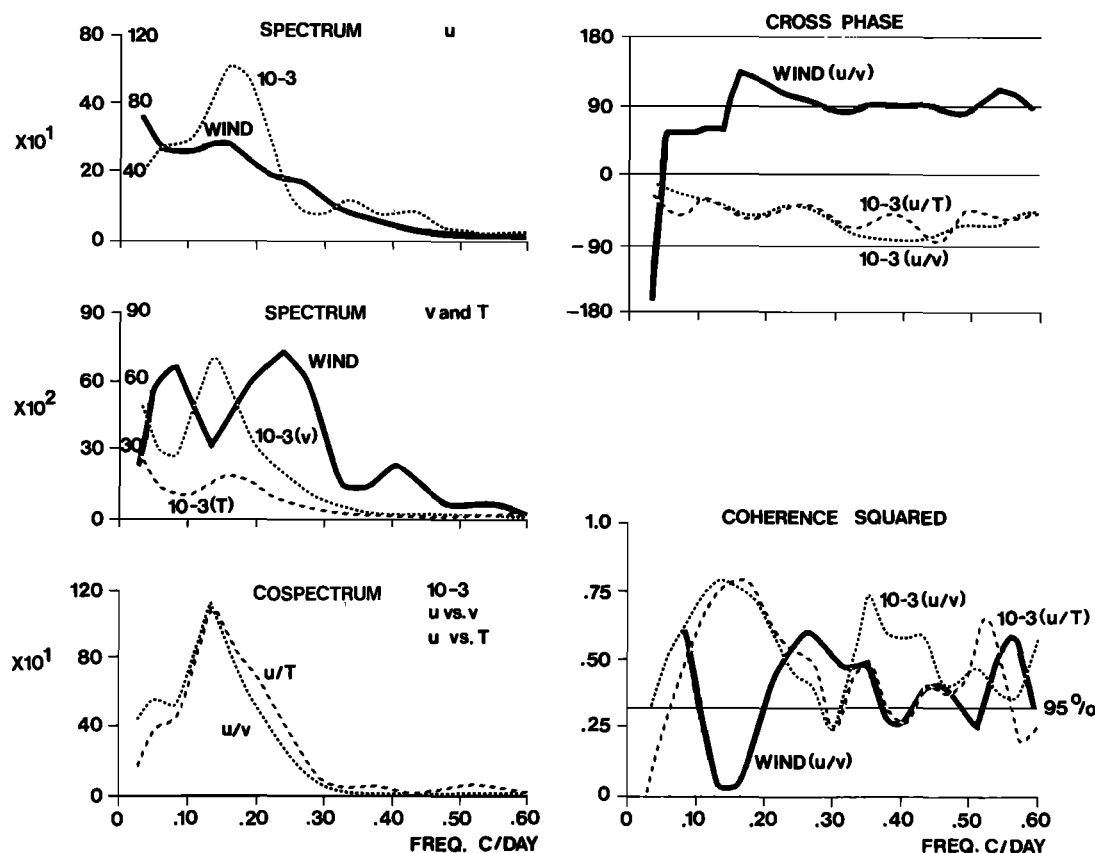 SPECTRUM u
80 120
40 80
20 40
0
X10¹
10-3
WIND
SPECTRUM v and T
90 90
60 60
30 30
0
X10²
WIND
10-3(v)
10-3(T)
COSPECTRUM
10-3
u vs. v
u vs. T
120
80
40
0
X10¹
u/T
u/v
0 .10 .20 .30 .40 .50 .60
FREQ. C/DAY
CROSS PHASE
180
90
0
-90
-180
WIND (u/v)
10-3(u/T)
10-3(u/v)
COHERENCE SQUARED
1.0
.75
.50
.25
0
10-3(u/v)
10-3(u/T)
95%
WIND(u/v)
0 .10 .20 .30 .40 .50 .60
FREQ. C/DAY